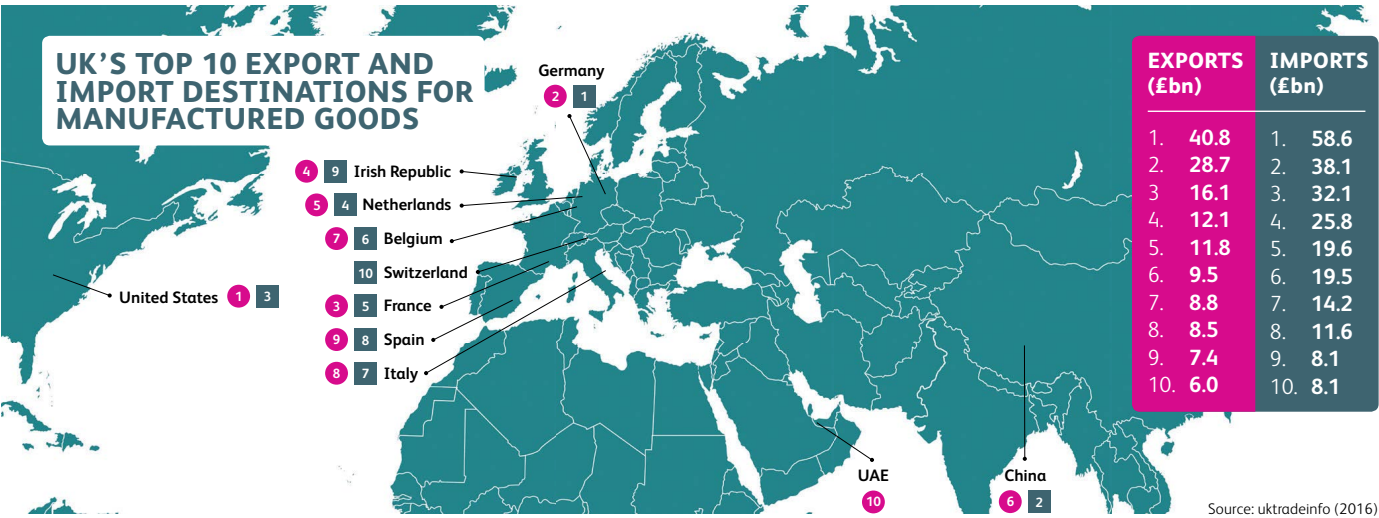 UK'S TOP 10 EXPORT AND
IMPORT DESTINATIONS FOR
MANUFACTURED GOODS
Germany
2 1
4 9 Irish Republic
5 4 Netherlands
7 6 Belgium
10 Switzerland
3 5 France
9 8 Spain
8 7 Italy
United States 1 3
UAE
10
China
6 2
EXPORTS
(£bn)
1. 40.8
2. 28.7
3 16.1
4. 12.1
5. 11.8
6. 9.5
7. 8.8
8. 8.5
9. 7.4
10. 6.0
IMPORTS
(£bn)
1. 58.6
2. 38.1
3. 32.1
4. 25.8
5. 19.6
6. 19.5
7. 14.2
8. 11.6
9. 8.1
10. 8.1
Source: uktradeinfo (2016)